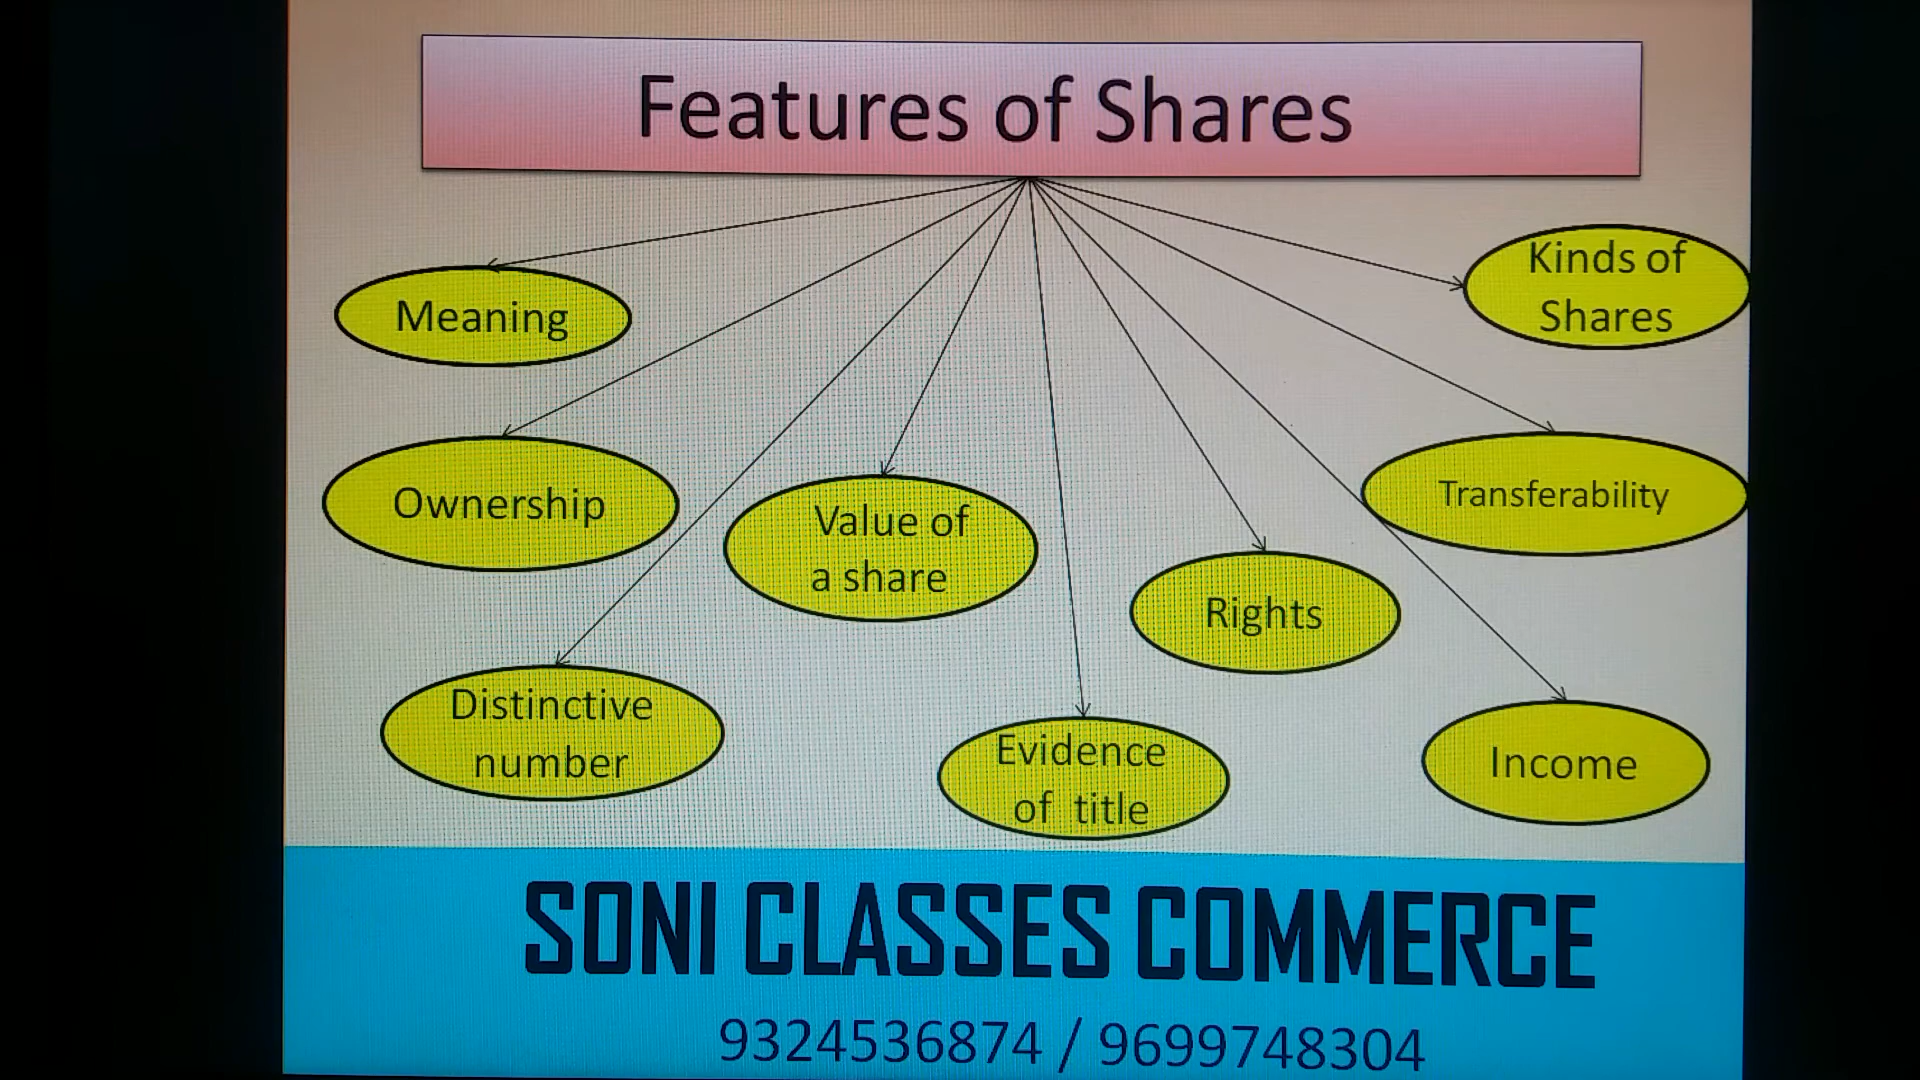 Features of Shares
Meaning
Kinds of
Shares
Ownership
Value of
a share
Transferability
Rights
Distinctive
number
Evidence
of title
Income
SONI CLASSES COMMERCE
9324536874 / 9699748304